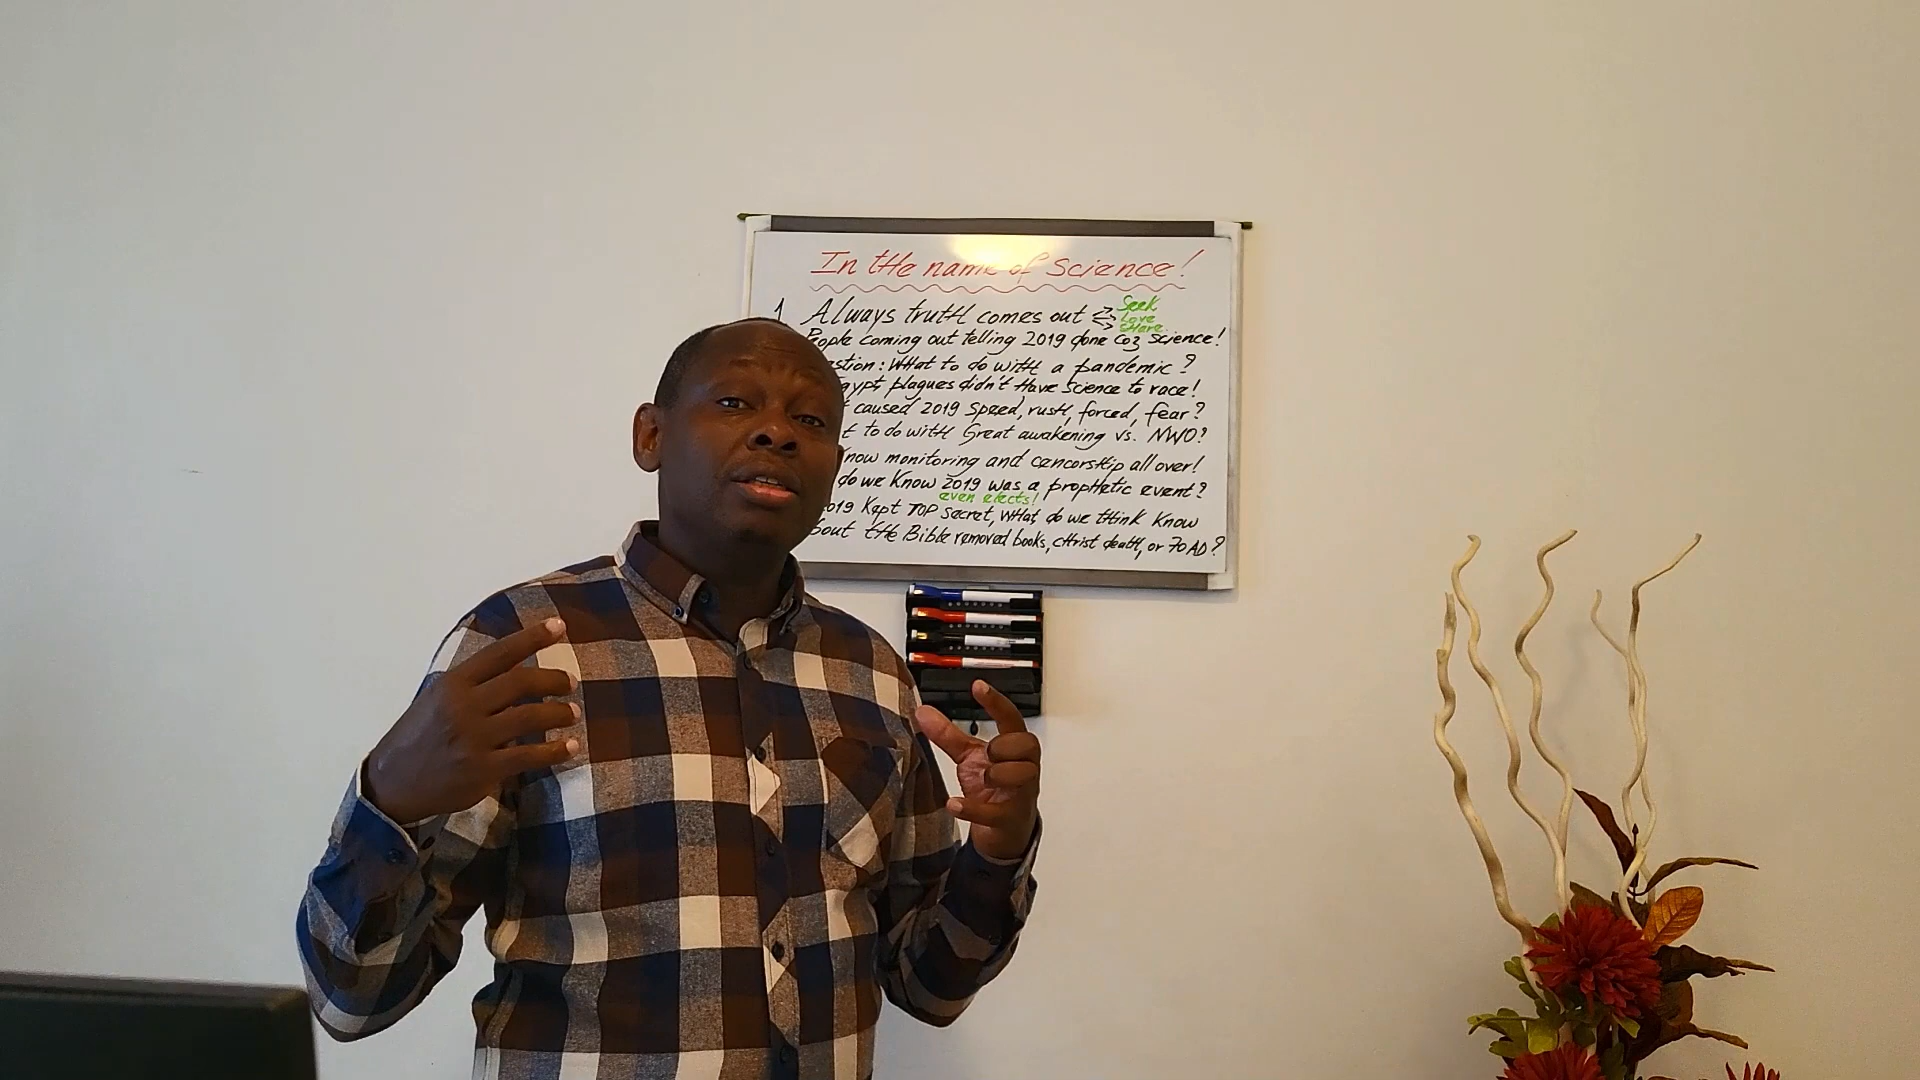 In the name of Science!
1 Always truth comes out Seek
Love
Share
People coming out telling 2019 done coz science!
estion: What to do with a pandemic?
gypt plagues didn't Have Science to race!
t caused 2019 Speed, rush, forced, fear?
t to do with Great awakening vs. NWO?
now monitoring and cencorship all over!
do we know 2019 was a prophetic event?
even elects!
2019 Kept TOP Secret, What do we think Know
bout the Bible removed books, cHrist death, or 70 AD?